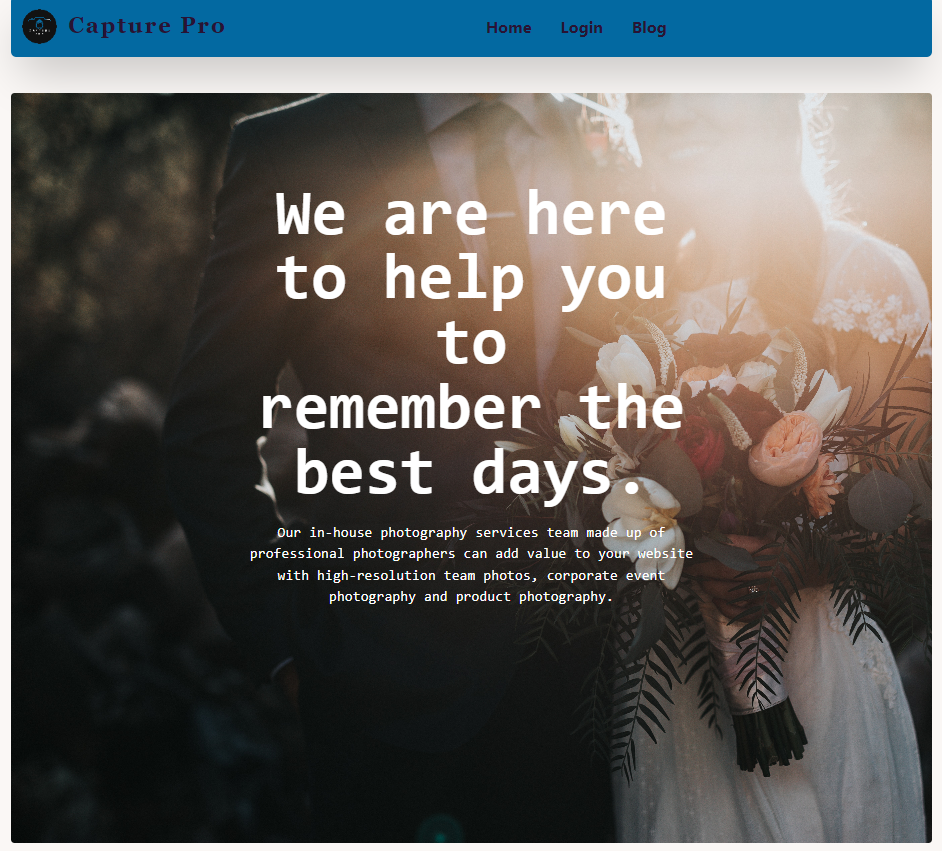 Capture Pro
Home Login Blog
We are here
to help you
to
remember the
best days.
Our in-house photography services team made up of
professional photographers can add value to your website
with high-resolution team photos, corporate event
photography and product photography.